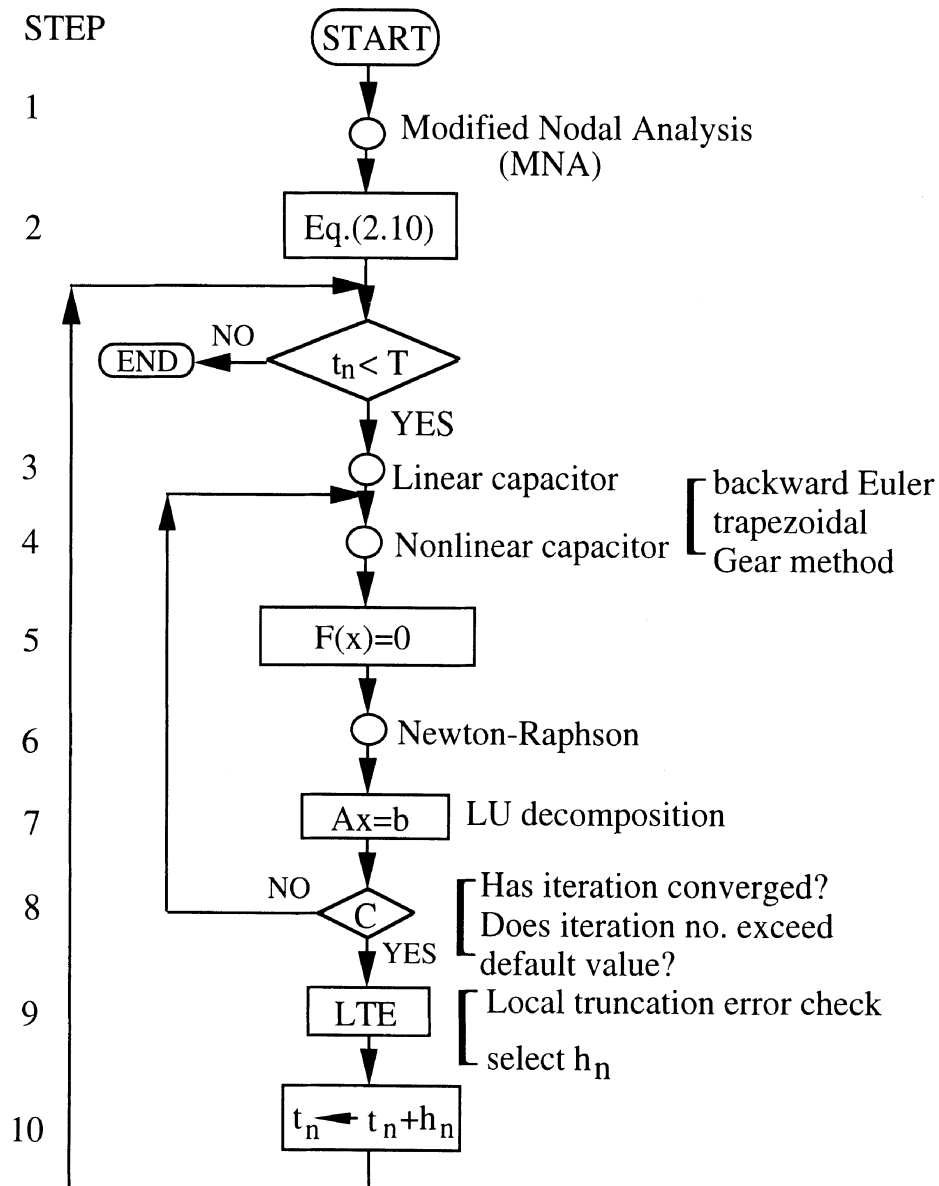 STEP
START
1
Modified Nodal Analysis
(MNA)
2
Eq.(2.10)
NO
END
tn< T
YES
3
Linear capacitor
backward Euler
trapezoidal
4
Nonlinear capacitor
Gear method
5
F(x)=0
6
Newton-Raphson
7
Ax=b
LU decomposition
NO
8
C
Has iteration converged?
Does iteration no. exceed
default value?
YES
9
LTE
Local truncation error check
select hn
10
tn ← tn+hn